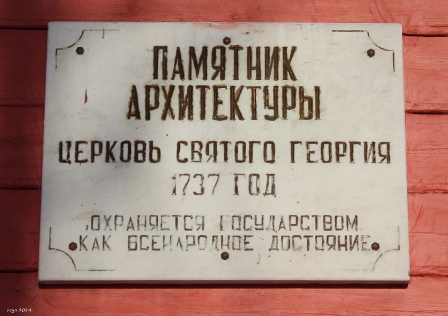 ПАМЯТНИК
АРХИТЕКТУРЫ
ЦЕРКОВЬ СВЯТОГО ГЕОРГИЯ
1737 ГОД
ОХРАНЯЕТСЯ ГОСУДАРСТВОМ
КАК ВСЕНАРОДНОЕ ДОСТОЯНИЕ